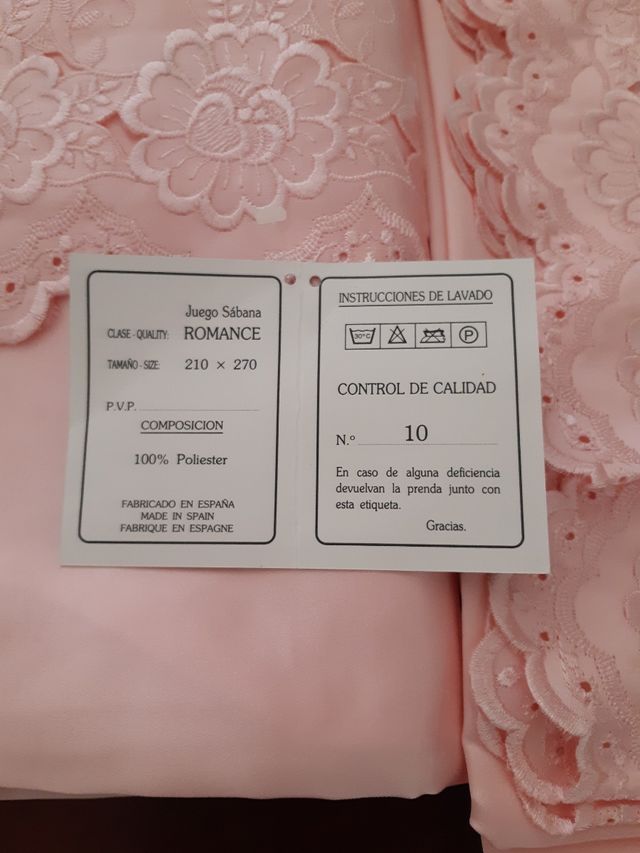 Juego Sábana
CLASE - QUALITY: ROMANCE
TAMAÑO - SIZE: 210 × 270
P.V.P.
COMPOSICION
100% Poliester
FABRICADO EN ESPAÑA
MADE IN SPAIN
FABRIQUE EN ESPAGNE
INSTRUCCIONES DE LAVADO
30°C P
CONTROL DE CALIDAD
N.º 10
En caso de alguna deficiencia
devuelvan la prenda junto con
esta etiqueta.
Gracias.